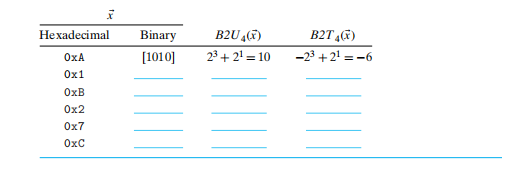 x⃗
Hexadecimal Binary B2U₄(x⃗) B2T₄(x⃗)
0xA [1010] 2³ + 2¹ = 10 −2³ + 2¹ = −6
0x1
0xB
0x2
0x7
0xC